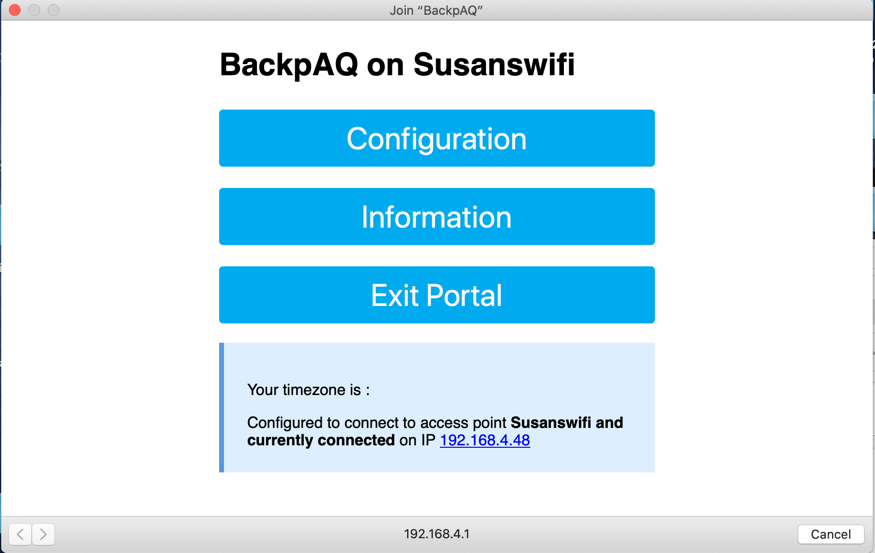 Join “BackpAQ”
BackpAQ on Susanswifi
Configuration
Information
Exit Portal
Your timezone is :
Configured to connect to access point Susanswifi and
currently connected on IP 192.168.4.48
192.168.4.1
Cancel